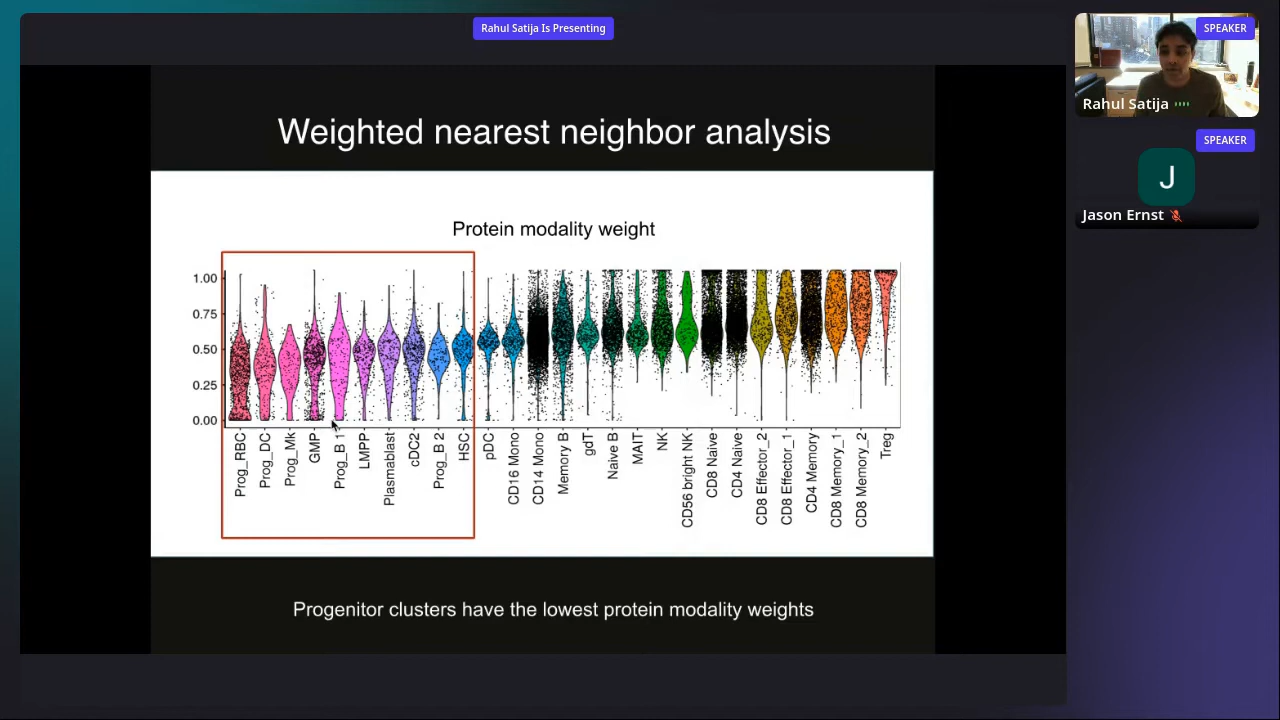 Rahul Satija Is Presenting
SPEAKER
Rahul Satija
SPEAKER
J
Jason Ernst
Weighted nearest neighbor analysis
Protein modality weight
1.00
0.75
0.50
0.25
0.00
Prog_RBC
Prog_DC
Prog_Mk
GMP
Prog_B 1
LMPP
Plasmablast
cDC2
Prog_B 2
HSC
pDC
CD16 Mono
CD14 Mono
Memory B
gdT
Naive B
MAIT
NK
CD56 bright NK
CD8 Naive
CD4 Naive
CD8 Effector_2
CD8 Effector_1
CD4 Memory
CD8 Memory_1
CD8 Memory_2
Treg
Progenitor clusters have the lowest protein modality weights